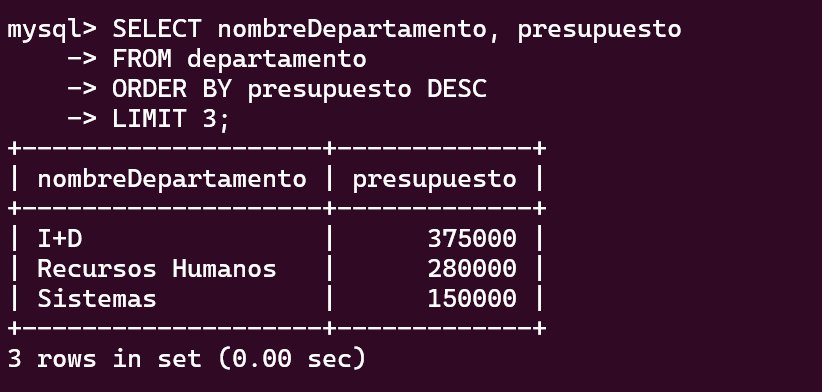 mysql> SELECT nombreDepartamento, presupuesto
    -> FROM departamento
    -> ORDER BY presupuesto DESC
    -> LIMIT 3;
+--------------------+-------------+
| nombreDepartamento | presupuesto |
+--------------------+-------------+
| I+D                |      375000 |
| Recursos Humanos   |      280000 |
| Sistemas           |      150000 |
+--------------------+-------------+
3 rows in set (0.00 sec)